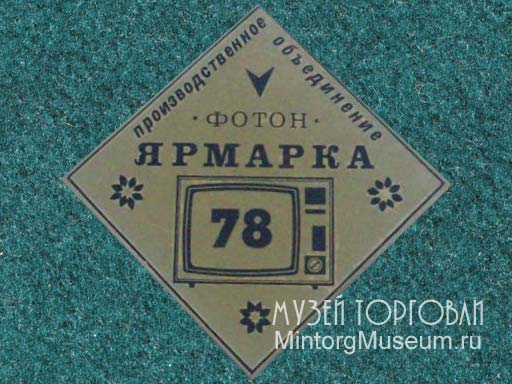 производственное
объединение
· ФОТОН ·
ЯРМАРКА
78
МУЗЕЙ ТОРГОВЛИ
MintorgMuseum.ru